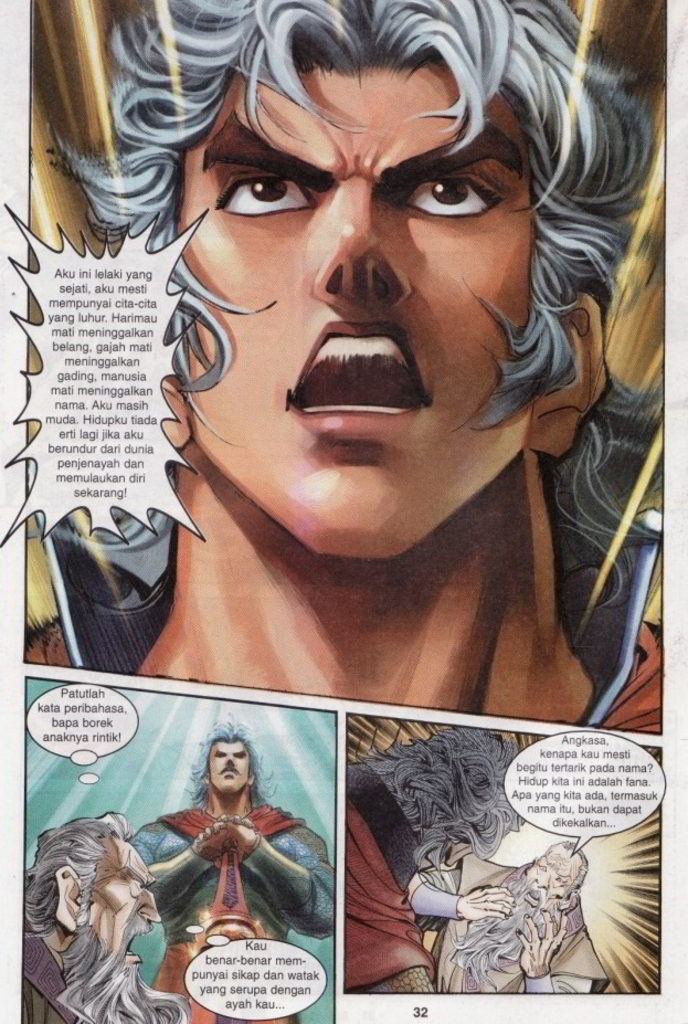 Aku ini lelaki yang
sejati, aku mesti
mempunyai cita-cita
yang luhur. Harimau
mati meninggalkan
belang, gajah mati
meninggalkan
gading, manusia
mati meninggalkan
nama. Aku masih
muda. Hidupku tiada
erti lagi jika aku
berundur dari dunia
penjenayah dan
memulaukan diri
sekarang!
Patutlah
kata peribahasa,
bapa borek
anaknya rintik!
Kau
benar-benar mem-
punyai sikap dan watak
yang serupa dengan
ayah kau...
Angkasa,
kenapa kau mesti
begitu tertarik pada nama?
Hidup kita ini adalah fana.
Apa yang kita ada, termasuk
nama itu, bukan dapat
dikekalkan...
32